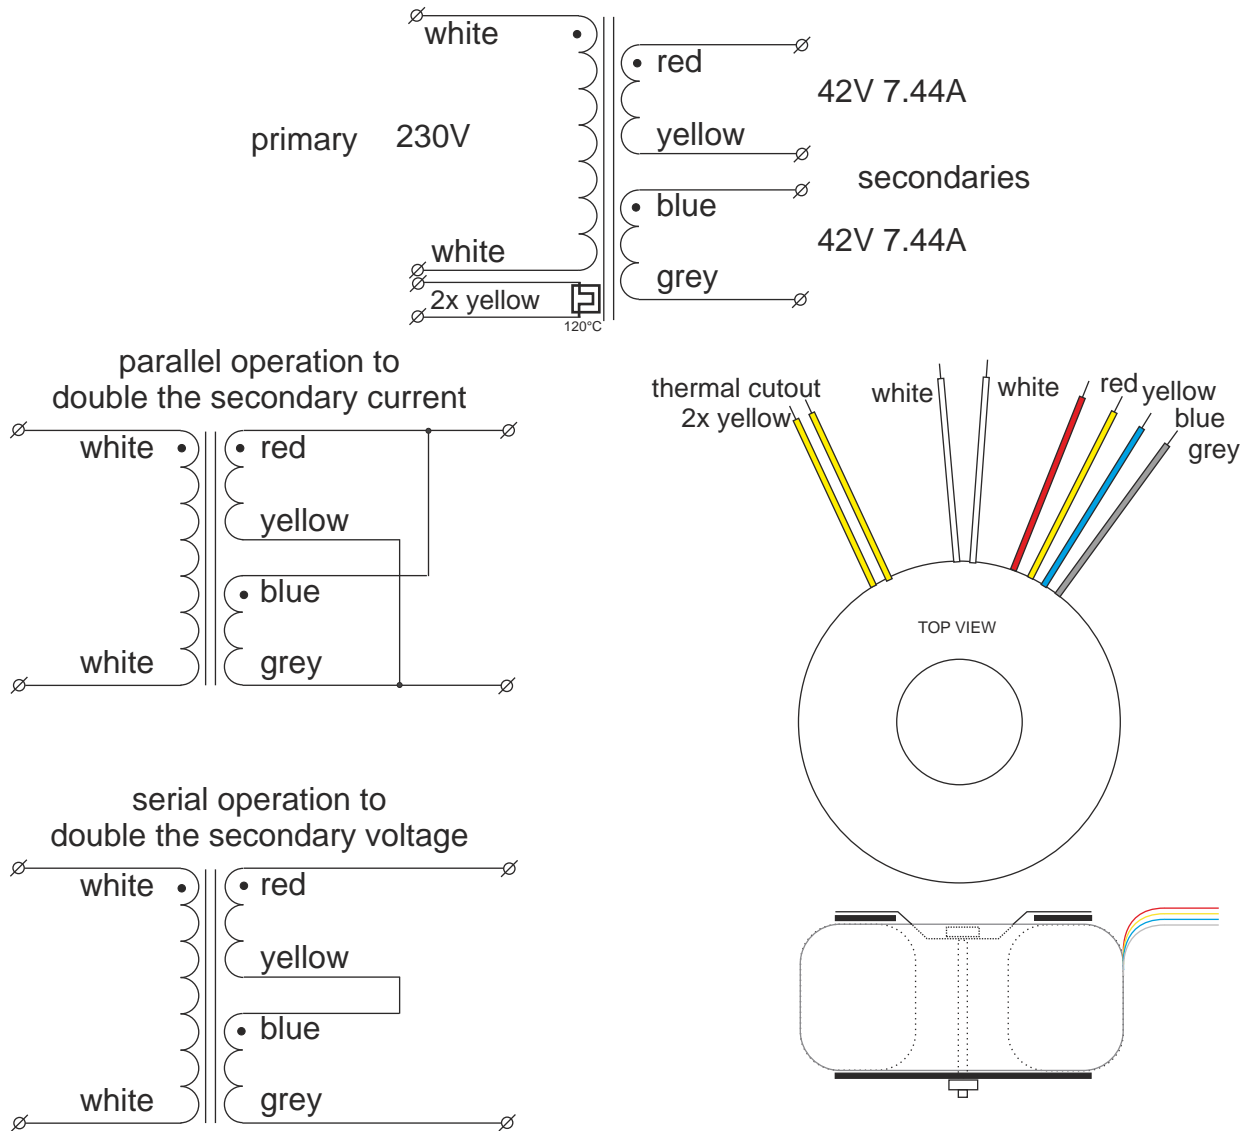 white
red
42V 7.44A
primary 230V
yellow
secondaries
blue
42V 7.44A
white
grey
2x yellow
120°C
parallel operation to
double the secondary current
white
red
yellow
blue
white
grey
thermal cutout
2x yellow
white
white
red
yellow
blue
grey
TOP VIEW
serial operation to
double the secondary voltage
white
red
yellow
blue
white
grey